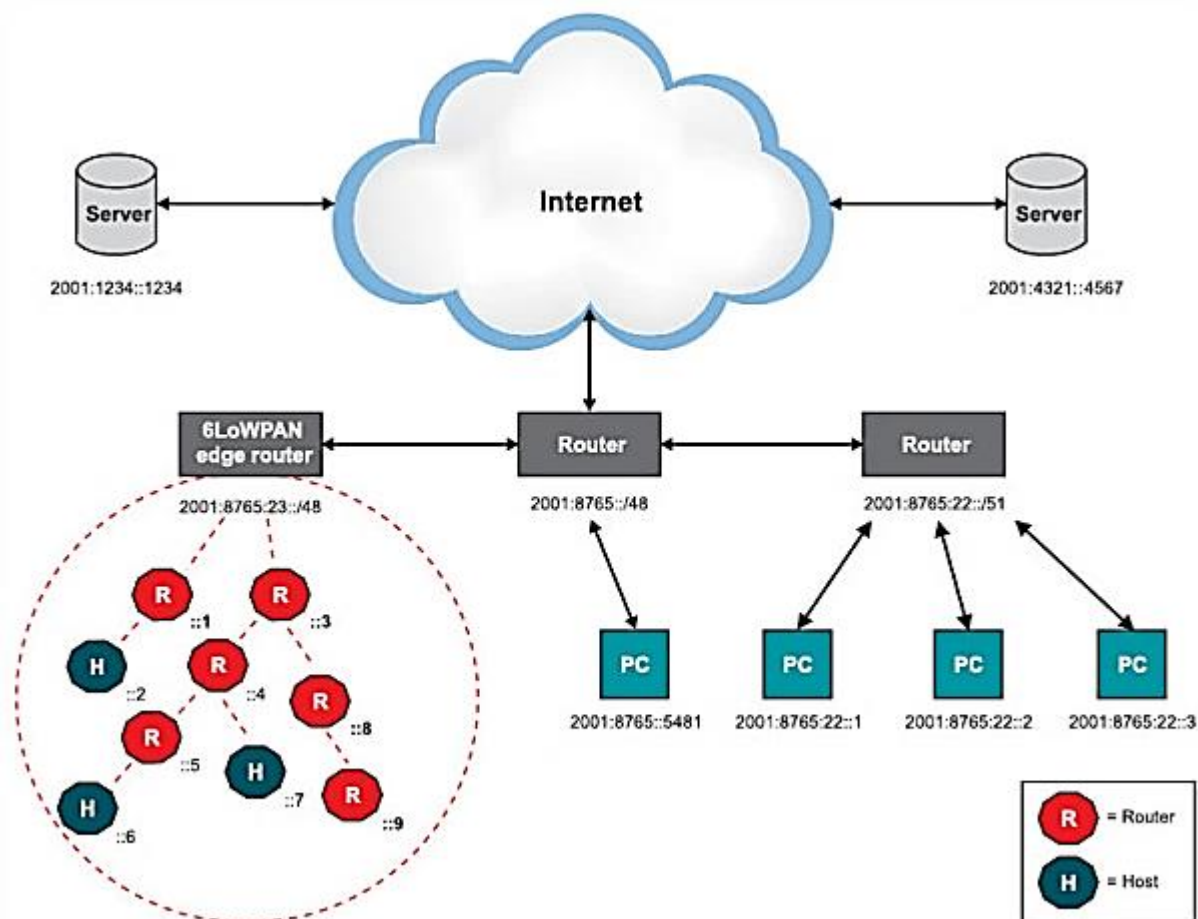 Internet
Server
Server
2001:1234::1234
2001:4321::4567
6LoWPAN
edge router
Router
Router
2001:8765:23::/48
2001:8765::/48
2001:8765:22::/51
R
::1
R
::3
H
::2
R
::4
R
::8
R
::5
H
::7
R
::9
H
::6
PC
PC
PC
PC
2001:8765::5481
2001:8765:22::1
2001:8765:22::2
2001:8765:22::3
R = Router
H = Host